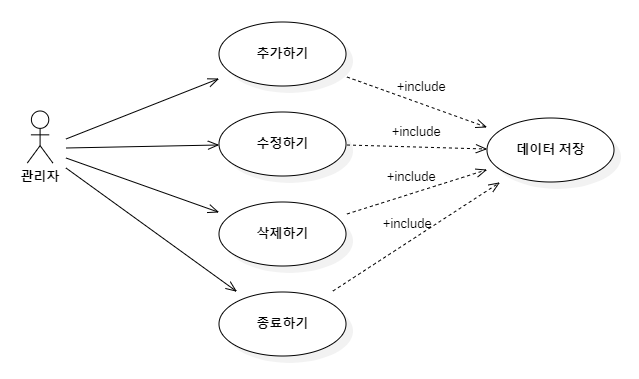 추가하기
+include
관리자
수정하기
+include
데이터 저장
+include
삭제하기
+include
종료하기